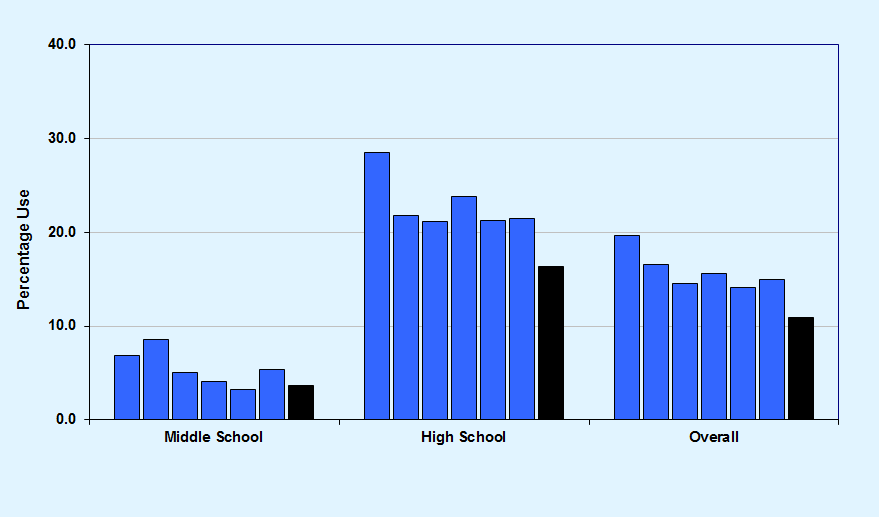 40.0
30.0
20.0
10.0
0.0
Percentage Use
Middle School
High School
Overall